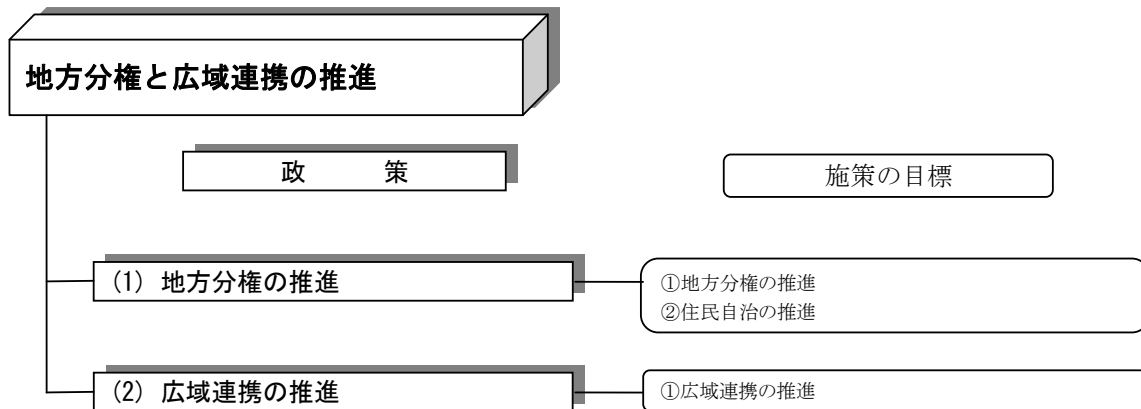 地方分権と広域連携の推進
政　　策
施策の目標
(1) 地方分権の推進
①地方分権の推進
②住民自治の推進
(2) 広域連携の推進
①広域連携の推進